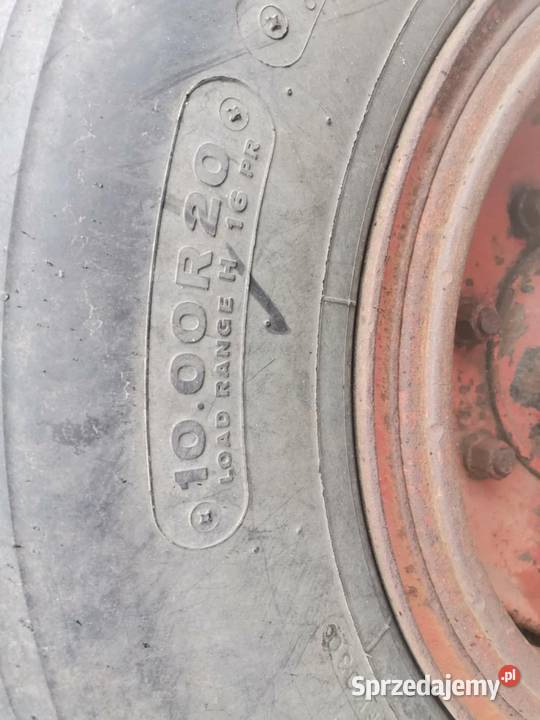 10.00R20
LOAD RANGE H 16 PR
Sprzedajemy.pl